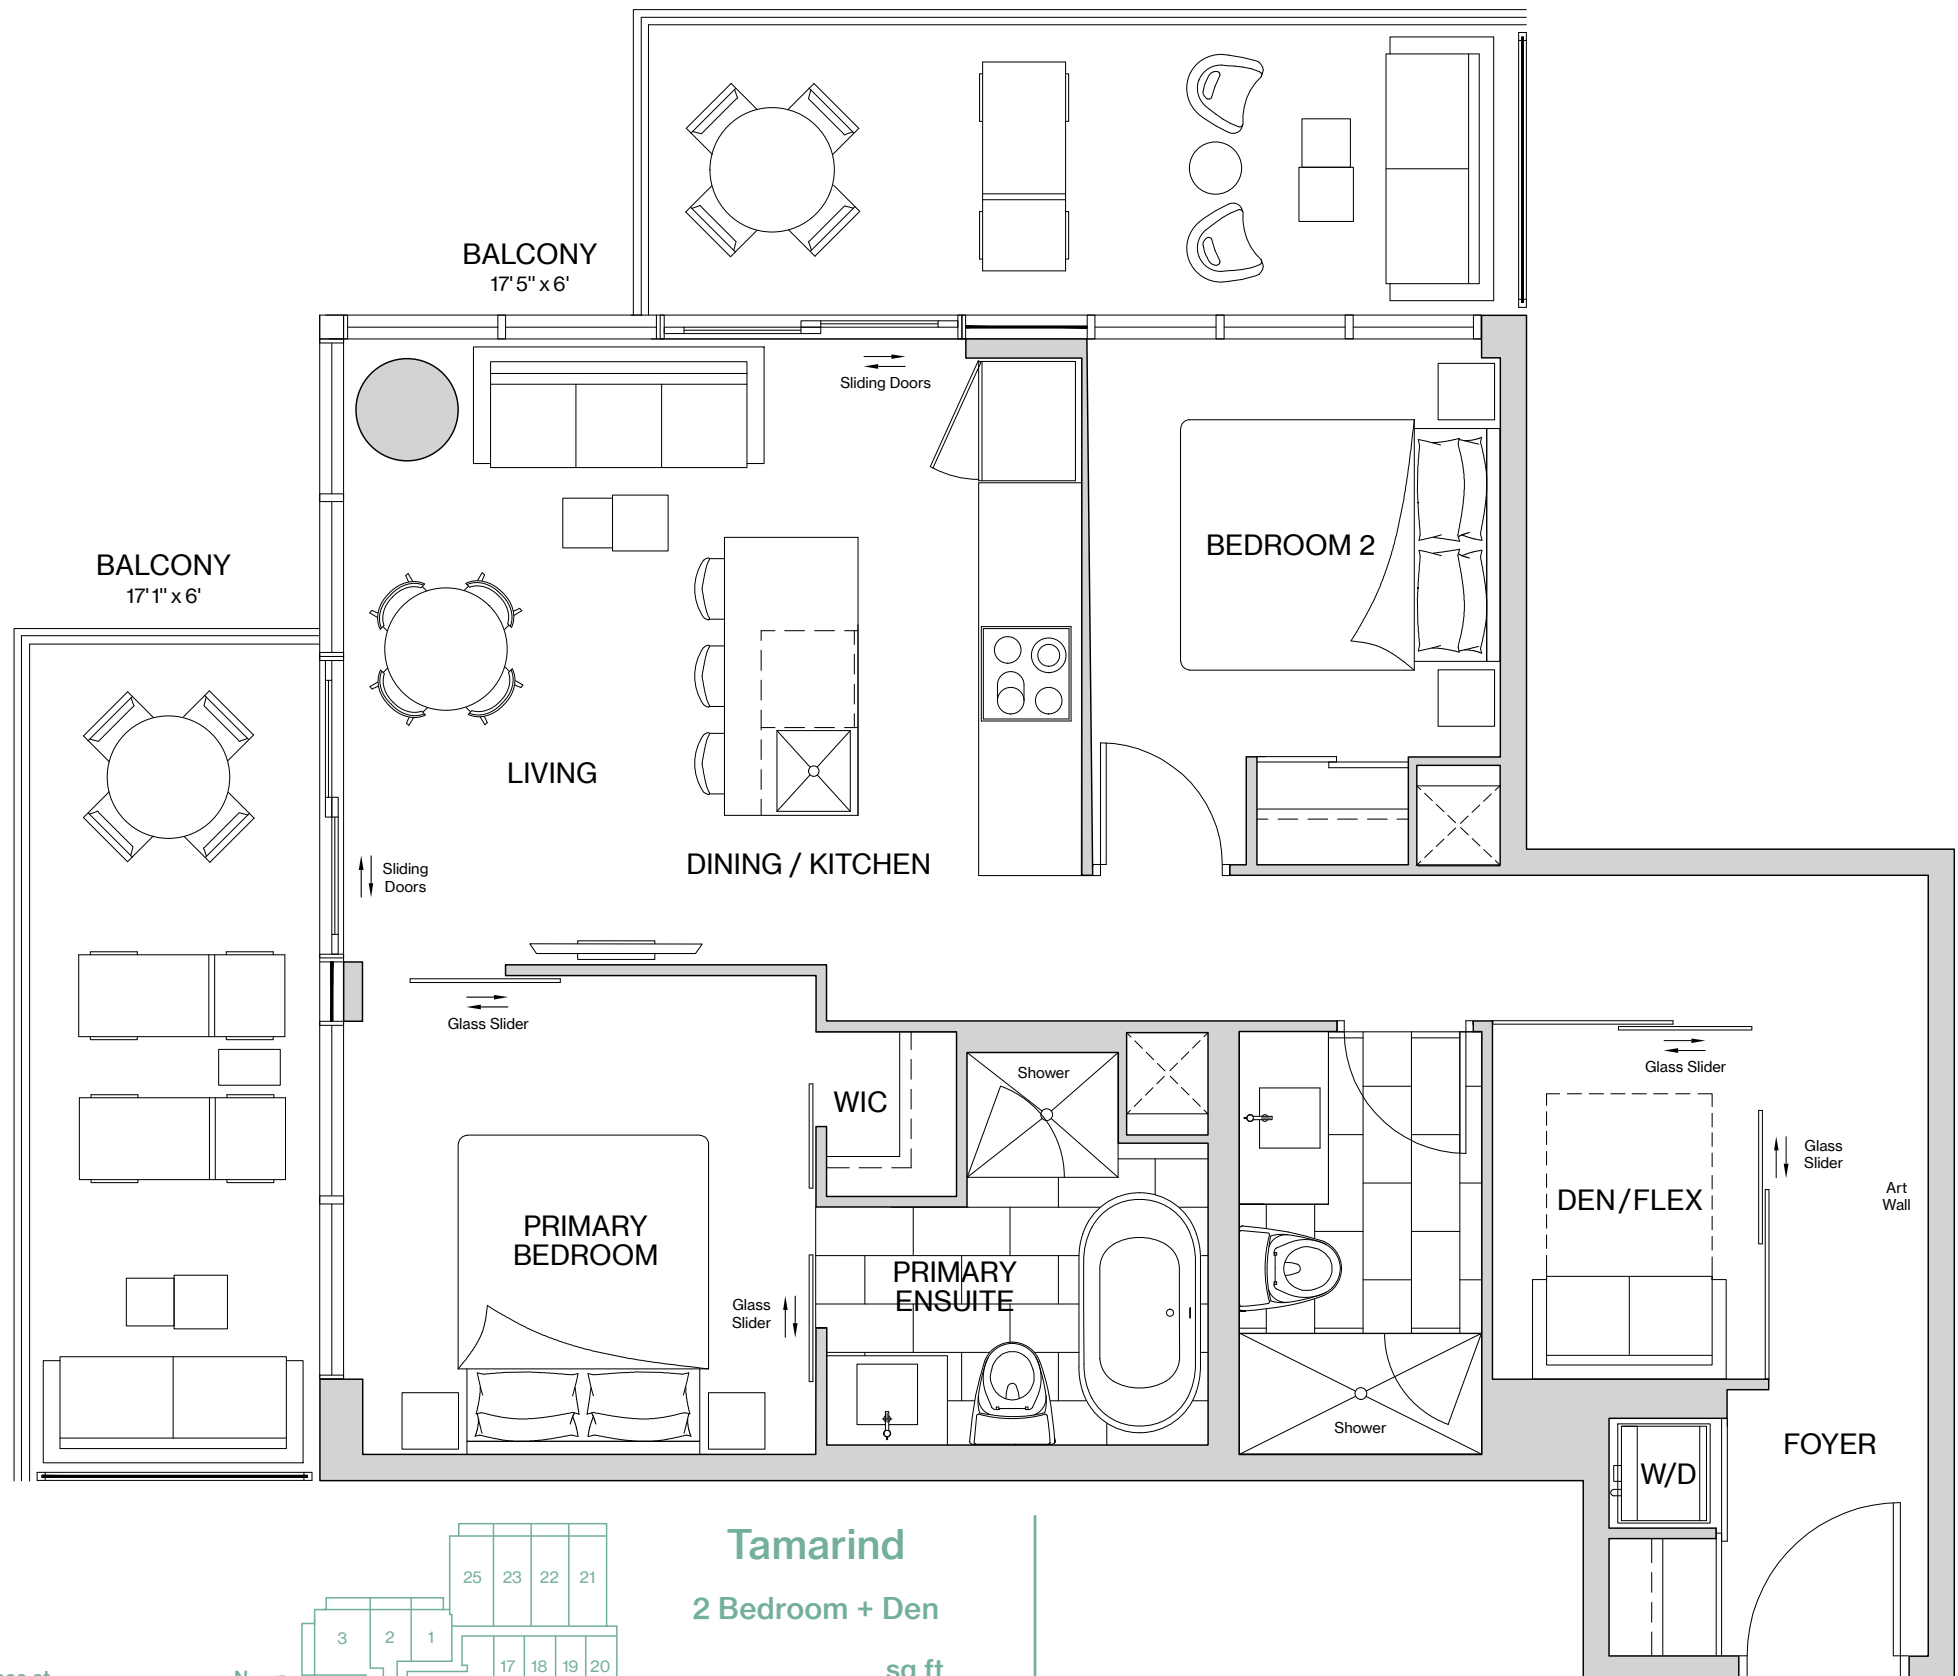 BALCONY
17' 5" x 6'
Sliding Doors
BEDROOM 2
BALCONY
17' 1" x 6'
LIVING
DINING / KITCHEN
Sliding
Doors
Glass Slider
WIC
Shower
Glass Slider
DEN/FLEX
Glass
Slider
Art
Wall
PRIMARY
BEDROOM
Glass
Slider
PRIMARY
ENSUITE
Shower
FOYER
W/D
Tamarind
2 Bedroom + Den
sq ft
25 23 22 21
3 2 1
17 18 19 20
N